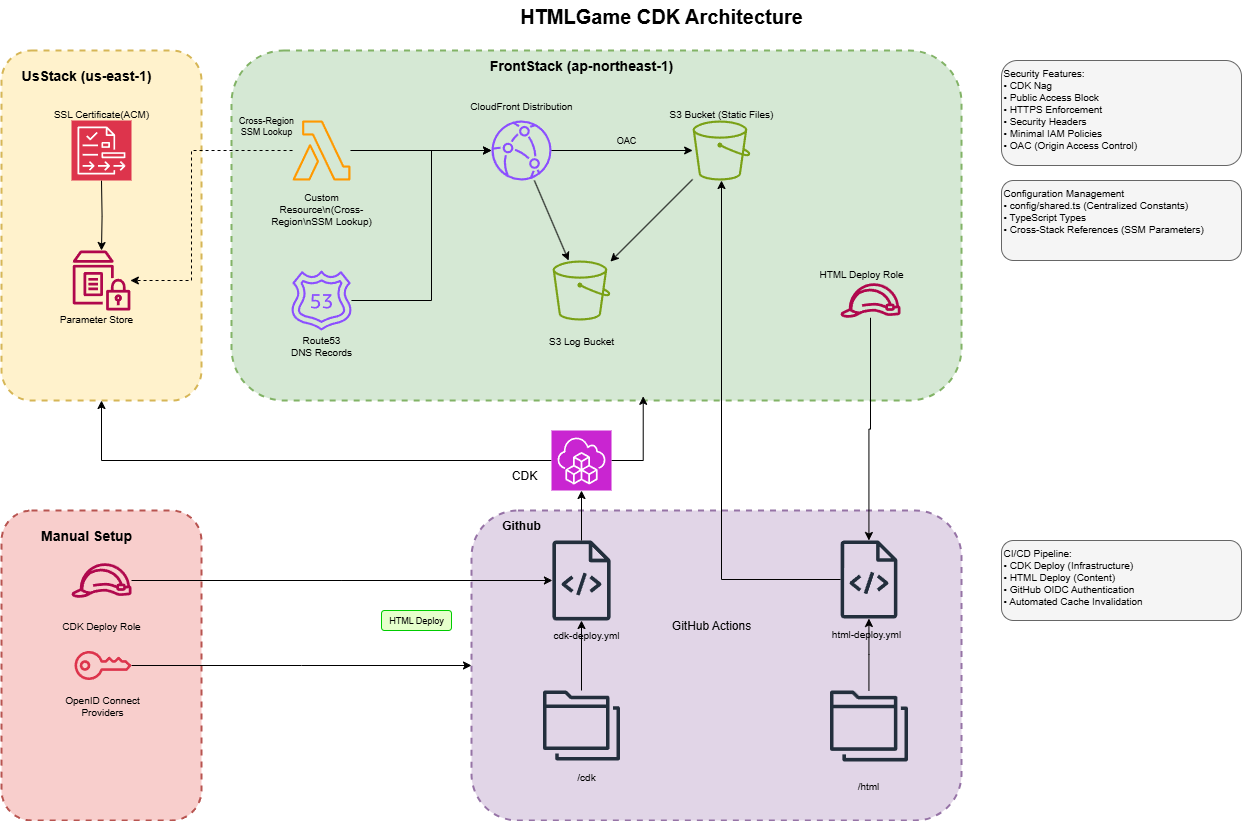 HTMLGame CDK Architecture
UsStack (us-east-1)
SSL Certificate(ACM)
Parameter Store
FrontStack (ap-northeast-1)
Cross-Region
SSM Lookup
Custom
Resource\n(Cross-
Region\nSSM Lookup)
CloudFront Distribution
OAC
S3 Bucket (Static Files)
53
Route53
DNS Records
S3 Log Bucket
HTML Deploy Role
Security Features:
• CDK Nag
• Public Access Block
• HTTPS Enforcement
• Security Headers
• Minimal IAM Policies
• OAC (Origin Access Control)
Configuration Management
• config/shared.ts (Centralized Constants)
• TypeScript Types
• Cross-Stack References (SSM Parameters)
CDK
Manual Setup
CDK Deploy Role
OpenID Connect
Providers
HTML Deploy
Github
</>
cdk-deploy.yml
GitHub Actions
</>
html-deploy.yml
/cdk
/html
CI/CD Pipeline:
• CDK Deploy (Infrastructure)
• HTML Deploy (Content)
• GitHub OIDC Authentication
• Automated Cache Invalidation